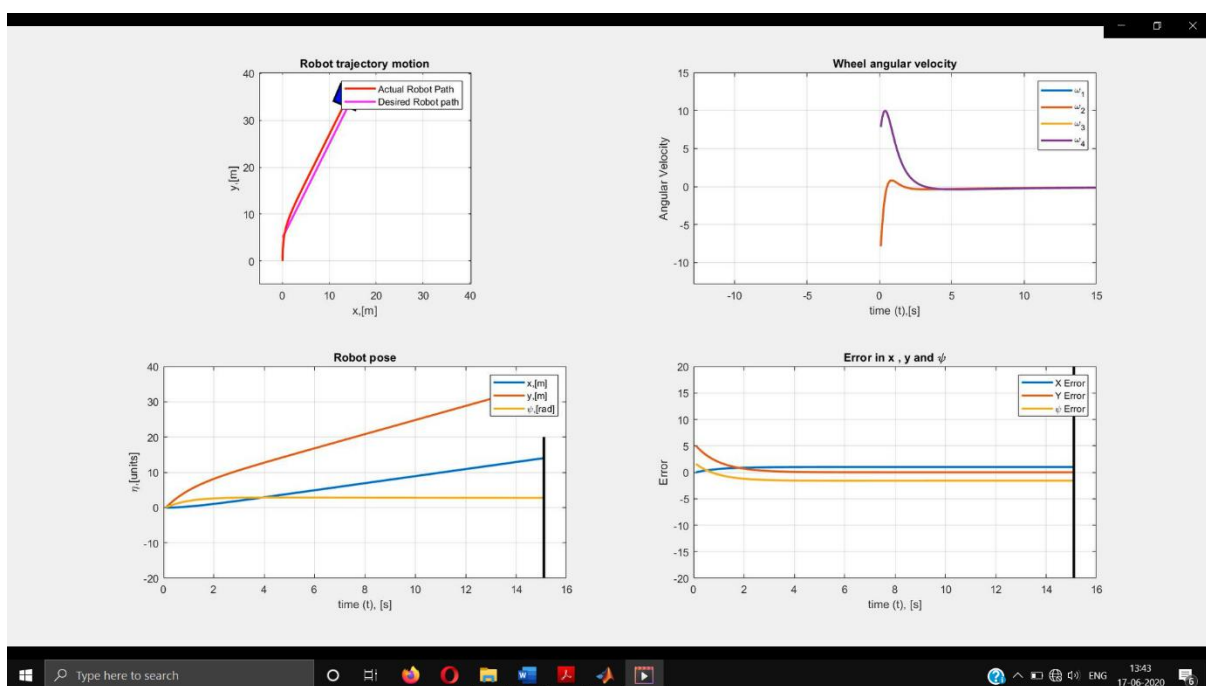 Robot trajectory motion
40
30
20
10
0
y,[m]
0
10
20
30
40
x,[m]
Actual Robot Path
Desired Robot path
Wheel angular velocity
15
10
5
0
-5
-10
Angular Velocity
-10
-5
0
5
10
15
time (t),[s]
ω1
ω2
ω3
ω4
Robot pose
40
30
20
10
0
-10
-20
η,[units]
0
2
4
6
8
10
12
14
16
time (t), [s]
x,[m]
y,[m]
ψ,[rad]
Error in x , y and ψ
20
15
10
5
0
-5
-10
-15
-20
Error
0
2
4
6
8
10
12
14
16
time (t), [s]
X Error
Y Error
ψ Error
Type here to search
ENG
13:43
17-06-2020
6